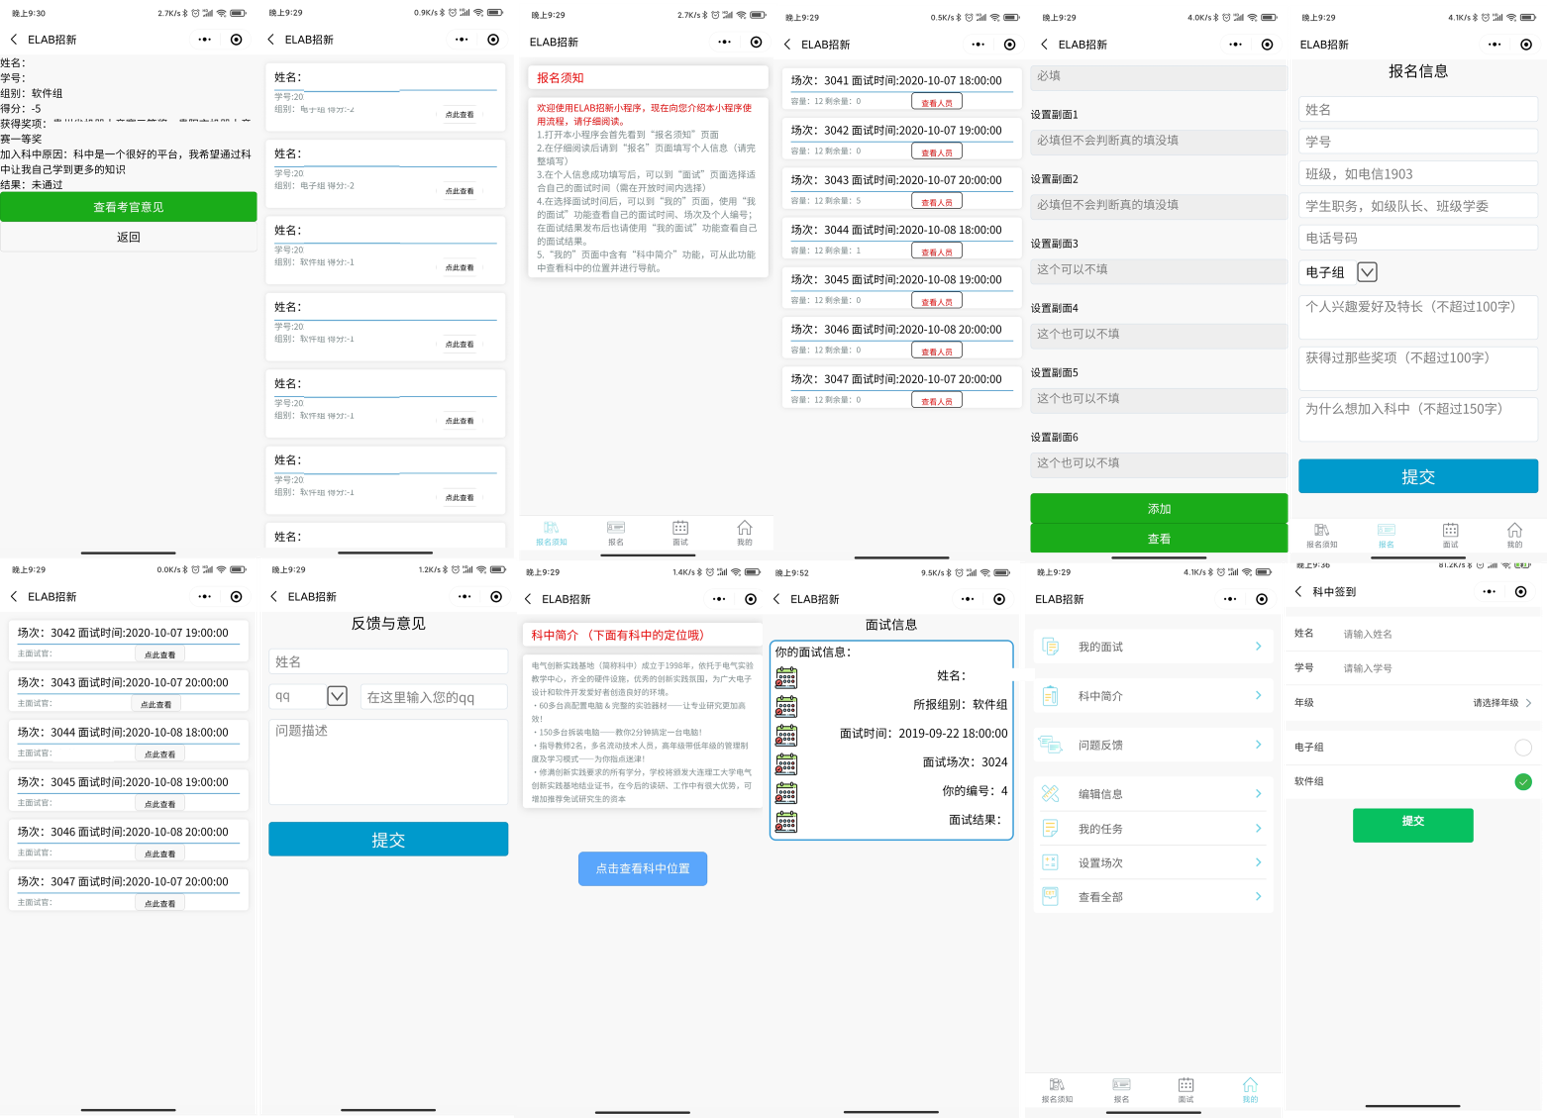 晚上9:30
2.7K/s
ELAB招新
姓名：
学号：
组别：软件组
得分：-5
获得奖项：
赛一等奖
加入科中原因：科中是一个很好的平台，我希望通过科
中让我自己学到更多的知识
结果：未通过
查看考官意见
返回
晚上9:29
0.9K/s
ELAB招新
姓名：
学号:20
组别：电子组 得分:-2
点此查看
姓名：
学号:20
组别：电子组 得分:-2
点此查看
姓名：
学号:20
组别：软件组 得分:-1
点此查看
姓名：
学号:20
组别：软件组 得分:-1
点此查看
姓名：
学号:20
组别：软件组 得分:-1
点此查看
姓名：
学号:20
组别：软件组 得分:-1
点此查看
姓名：
晚上9:29
2.7K/s
ELAB招新
报名须知
欢迎使用ELAB招新小程序，现在向您介绍本小程序使
用流程，请仔细阅读。
1.打开本小程序会首先看到“报名须知”页面
2.在仔细阅读后请到“报名”页面填写个人信息（请完
整填写）
3.在个人信息成功填写后，可以到“面试”页面选择适
合自己的面试时间（需在开放时间内选择）
4.在选择面试时间后，可以到“我的”页面，使用“我
的面试”功能查看自己的面试时间、场次及个人编号；
在面试结果发布后也请使用“我的面试”功能查看自己
的面试结果。
5.“我的”页面中含有“科中简介”功能，可从此功能
中查看科中的位置并进行导航。
报名须知
报名
面试
我的
晚上9:29
0.5K/s
ELAB招新
场次：3041 面试时间:2020-10-07 18:00:00
容量：12 剩余量：0
查看人员
场次：3042 面试时间:2020-10-07 19:00:00
容量：12 剩余量：0
查看人员
场次：3043 面试时间:2020-10-07 20:00:00
容量：12 剩余量：5
查看人员
场次：3044 面试时间:2020-10-08 18:00:00
容量：12 剩余量：1
查看人员
场次：3045 面试时间:2020-10-08 19:00:00
容量：12 剩余量：0
查看人员
场次：3046 面试时间:2020-10-08 20:00:00
容量：12 剩余量：0
查看人员
场次：3047 面试时间:2020-10-07 20:00:00
容量：12 剩余量：0
查看人员
晚上9:29
4.0K/s
ELAB招新
必填
设置副面1
必填但不会判断真的填没填
设置副面2
必填但不会判断真的填没填
设置副面3
这个可以不填
设置副面4
这个也可以不填
设置副面5
这个也可以不填
设置副面6
这个也可以不填
添加
查看
晚上9:29
4.1K/s
ELAB招新
报名信息
姓名
学号
班级，如电信1903
学生职务，如级队长、班级学委
电话号码
电子组
个人兴趣爱好及特长（不超过100字）
获得过那些奖项（不超过100字）
为什么想加入科中（不超过150字）
提交
报名须知
报名
面试
我的
晚上9:29
0.0K/s
ELAB招新
场次：3042 面试时间:2020-10-07 19:00:00
主面试官：
点此查看
场次：3043 面试时间:2020-10-07 20:00:00
主面试官：
点此查看
场次：3044 面试时间:2020-10-08 18:00:00
主面试官：
点此查看
场次：3045 面试时间:2020-10-08 19:00:00
主面试官：
点此查看
场次：3046 面试时间:2020-10-08 20:00:00
主面试官：
点此查看
场次：3047 面试时间:2020-10-07 20:00:00
主面试官：
点此查看
晚上9:29
1.2K/s
ELAB招新
反馈与意见
姓名
qq
在这里输入您的qq
问题描述
提交
晚上9:29
1.4K/s
ELAB招新
科中简介 （下面有科中的定位哦）
电气创新实践基地（简称科中）成立于1998年，依托于电气实验
教学中心，齐全的硬件设施，优秀的创新实践氛围，为广大电子
设计和软件开发爱好者创造良好的环境。
·60多台高配置电脑＆完整的实验器材——让专业研究更加高
效！
·150多台拆装电脑——教你2分钟搞定一台电脑！
·指导教师2名，多名流动技术人员，高年级带低年级的管理制
度及学习模式——为你指点迷津！
·修满创新实践要求的所有学分，学校将颁发大连理工大学电气
创新实践基地结业证书，在今后的读研、工作中有很大优势，可
增加推荐免试研究生的资本
点击查看科中位置
晚上9:52
9.5K/s
ELAB招新
面试信息
你的面试信息：
姓名：
所报组别：软件组
面试时间：2019-09-22 18:00:00
面试场次：3024
你的编号：4
面试结果：
晚上9:29
4.1K/s
ELAB招新
我的面试
科中简介
问题反馈
编辑信息
我的任务
设置场次
查看全部
报名须知
报名
面试
我的
晚上9:36
81.2K/s
科中签到
姓名
请输入姓名
学号
请输入学号
年级
请选择年级
电子组
软件组
提交